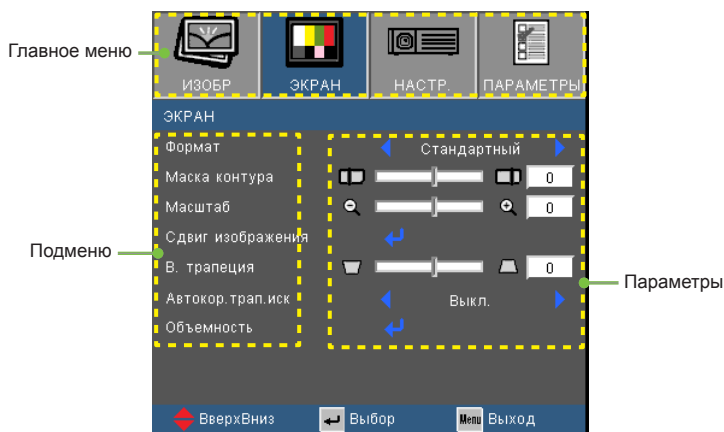 Главное меню
ИЗОБР ЭКРАН НАСТР. ПАРАМЕТРЫ
ЭКРАН
Формат Стандартный
Маска контура 0
Масштаб 0
Сдвиг изображения
Подменю
В. трапеция 0
Параметры
Автокор.трап.иск Выкл.
Объемность
ВверхВниз Выбор Menu Выход